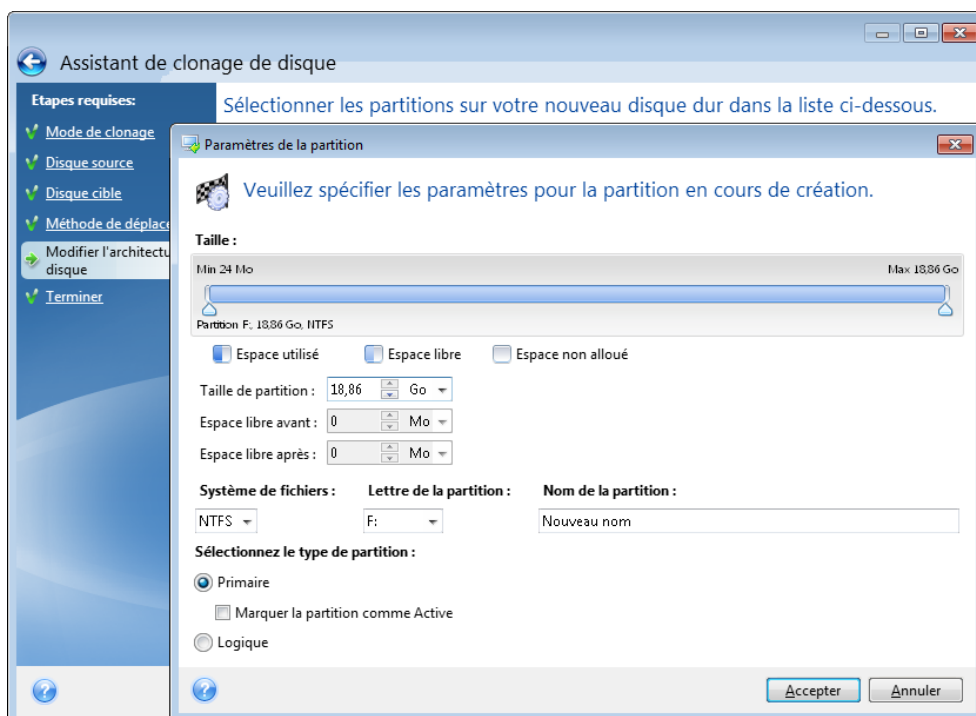 Assistant de clonage de disque
Etapes requises:
Sélectionner les partitions sur votre nouveau disque dur dans la liste ci-dessous.
Mode de clonage
Disque source
Disque cible
Méthode de déplace
Modifier l'architectu
disque
Terminer
Paramètres de la partition
Veuillez spécifier les paramètres pour la partition en cours de création.
Taille :
Min 24 Mo
Max 18,86 Go
Partition F:, 18,86 Go, NTFS
Espace utilisé
Espace libre
Espace non alloué
Taille de partition : 18,86 Go
Espace libre avant : 0 Mo
Espace libre après : 0 Mo
Système de fichiers : Lettre de la partition : Nom de la partition :
NTFS F: Nouveau nom
Sélectionnez le type de partition :
Primaire
Marquer la partition comme Active
Logique
Accepter
Annuler